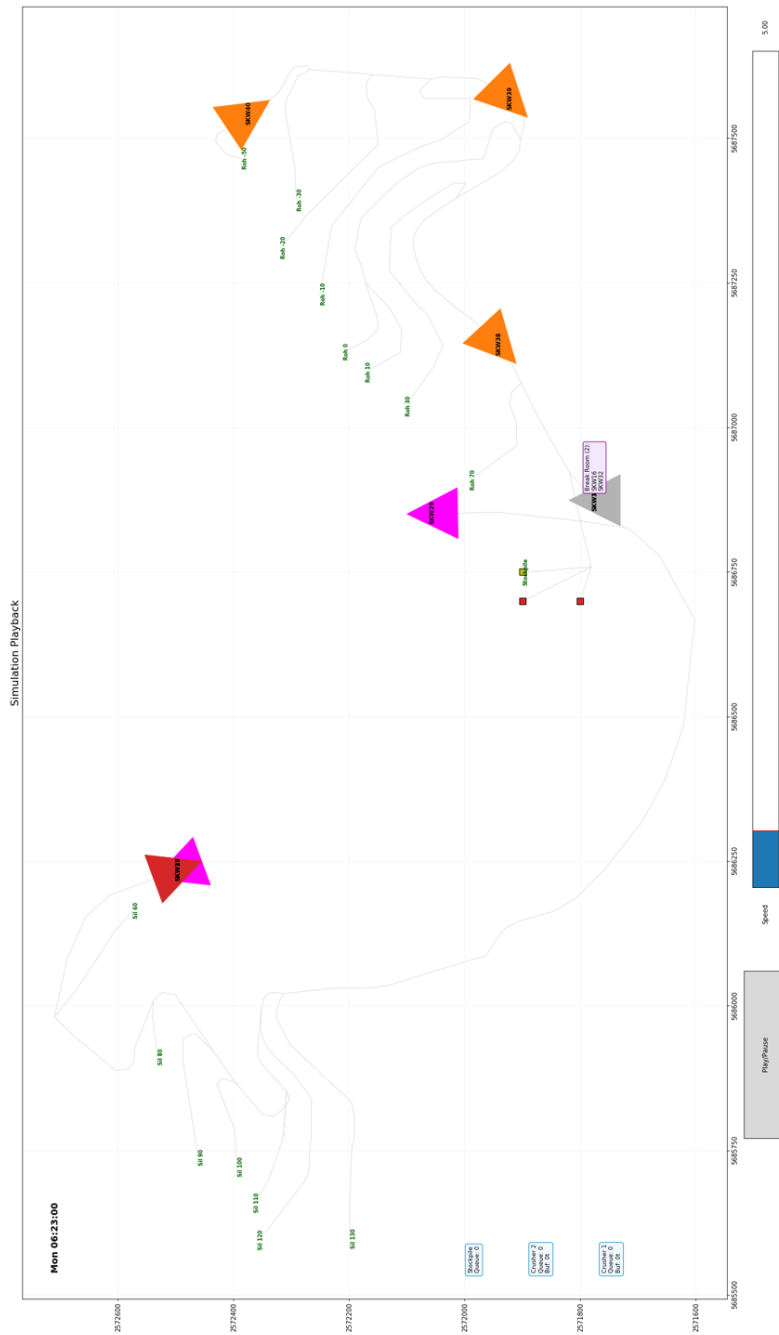 Simulation Playback
Mon 06:23:00
2572600
2572400
2572200
2572000
2571800
2571600
5685500
5685750
5686000
5686250
5686500
5686750
5687000
5687250
5687500
Sil 60
Sil 80
Sil 90
Sil 100
Sil 110
Sil 120
Sil 130
Roh -50
Roh -30
Roh -20
Roh -10
Roh 0
Roh 10
Roh 30
Roh 70
Stockpile
SKW40
SKW39
SKW38
Break Room (2)
SKW16
SKW32
Stockpile
Queue: 0
Crusher 2
Queue: 0
Buf: 0t
Crusher 1
Queue: 0
Buf: 0t
Play/Pause
Speed
5.00